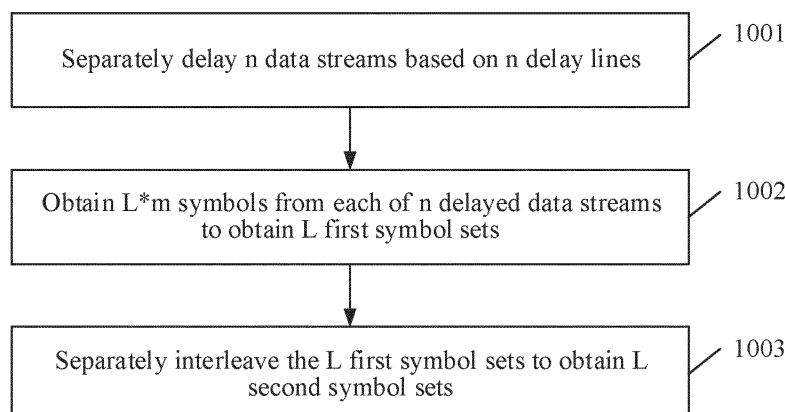 1001
Separately delay n data streams based on n delay lines
1002
Obtain L*m symbols from each of n delayed data streams
to obtain L first symbol sets
1003
Separately interleave the L first symbol sets to obtain L
second symbol sets